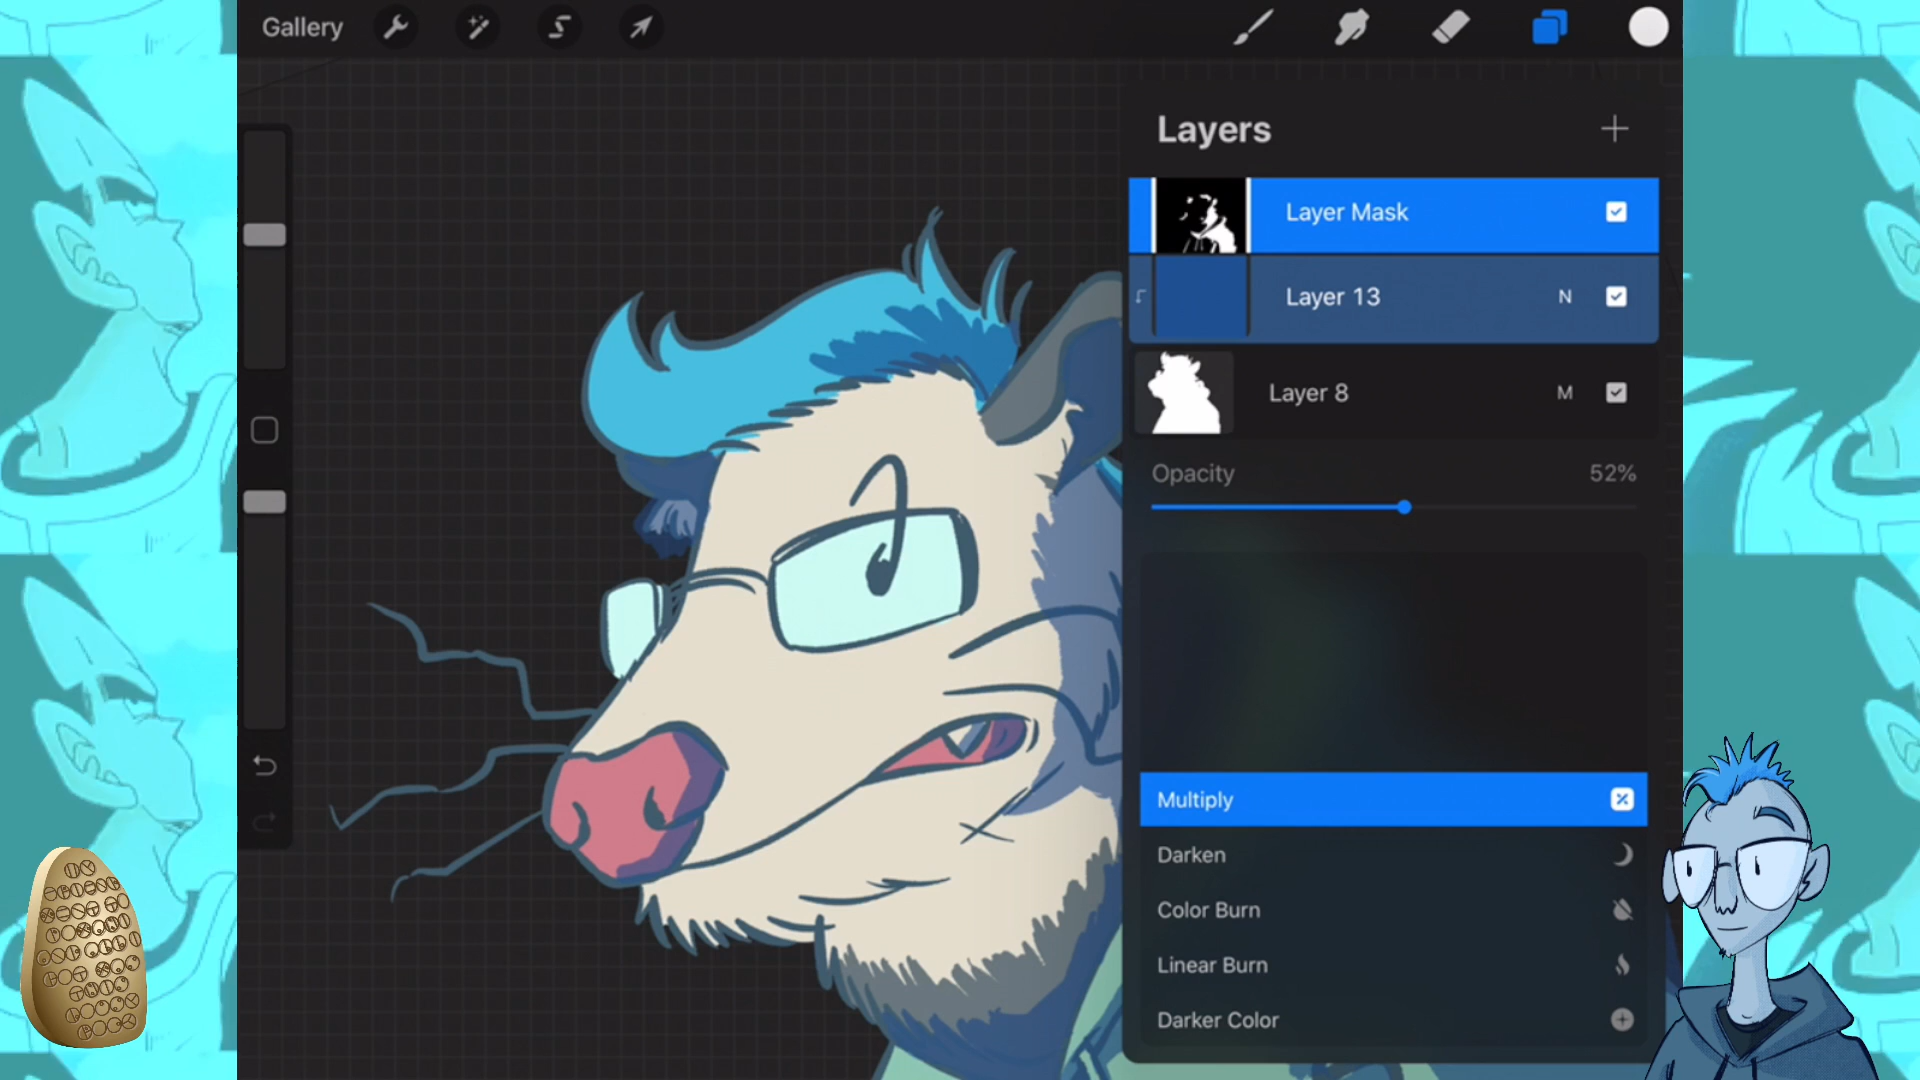 Gallery
Layers
Layer Mask
Layer 13 N
Layer 8 M
Opacity 52%
Multiply
Darken
Color Burn
Linear Burn
Darker Color